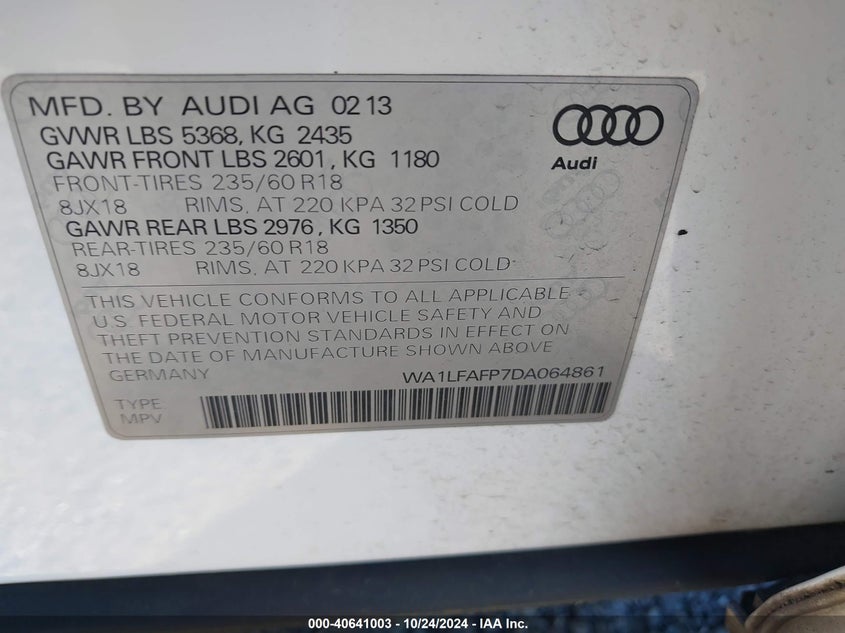 MFD. BY AUDI AG 02 13
GVWR LBS 5368, KG 2435
GAWR FRONT LBS 2601, KG 1180
FRONT-TIRES 235/60 R18
8JX18 RIMS, AT 220 KPA 32 PSI COLD
GAWR REAR LBS 2976, KG 1350
REAR-TIRES 235/60 R18
8JX18 RIMS, AT 220 KPA 32 PSI COLD
Audi
THIS VEHICLE CONFORMS TO ALL APPLICABLE
U.S. FEDERAL MOTOR VEHICLE SAFETY AND
THEFT PREVENTION STANDARDS IN EFFECT ON
THE DATE OF MANUFACTURE SHOWN ABOVE
GERMANY WA1LFAFP7DA064861
TYPE
MPV
000-40641003 - 10/24/2024 - IAA Inc.